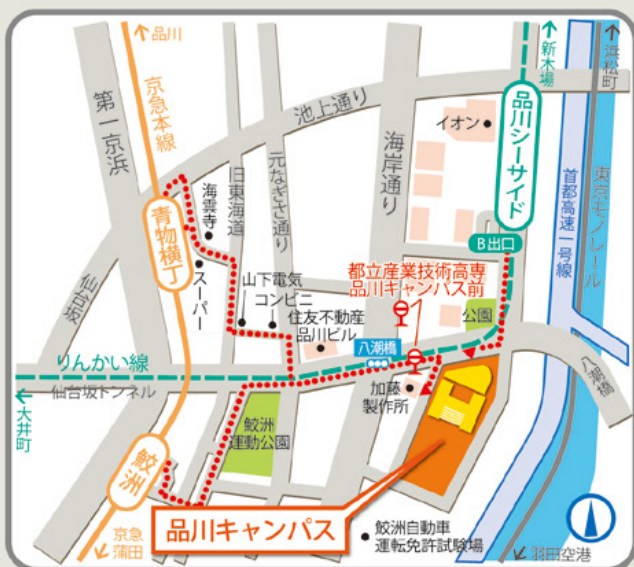 品川
京急本線
第一京浜
池上通り
海岸通り
イオン
新木場
品川シーサイド
浜松町
首都高速一号線
東京モノレール
青物横丁
海雲寺
スーパー
旧東海道
元なぎさ通り
仙台坂
山下電気
コンビニ
住友不動産
品川ビル
都立産業技術高専
品川キャンパス前
B出口
公園
八潮橋
八潮橋
りんかい線
仙台坂トンネル
大井町
加藤
製作所
鮫洲
運動公園
鮫洲
品川キャンパス
京急
蒲田
鮫洲自動車
運転免許試験場
羽田空港